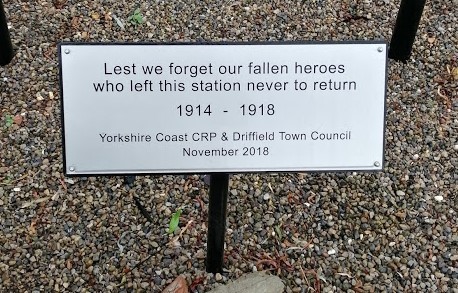 Lest we forget our fallen heroes
who left this station never to return
1914 - 1918
Yorkshire Coast CRP & Driffield Town Council
November 2018